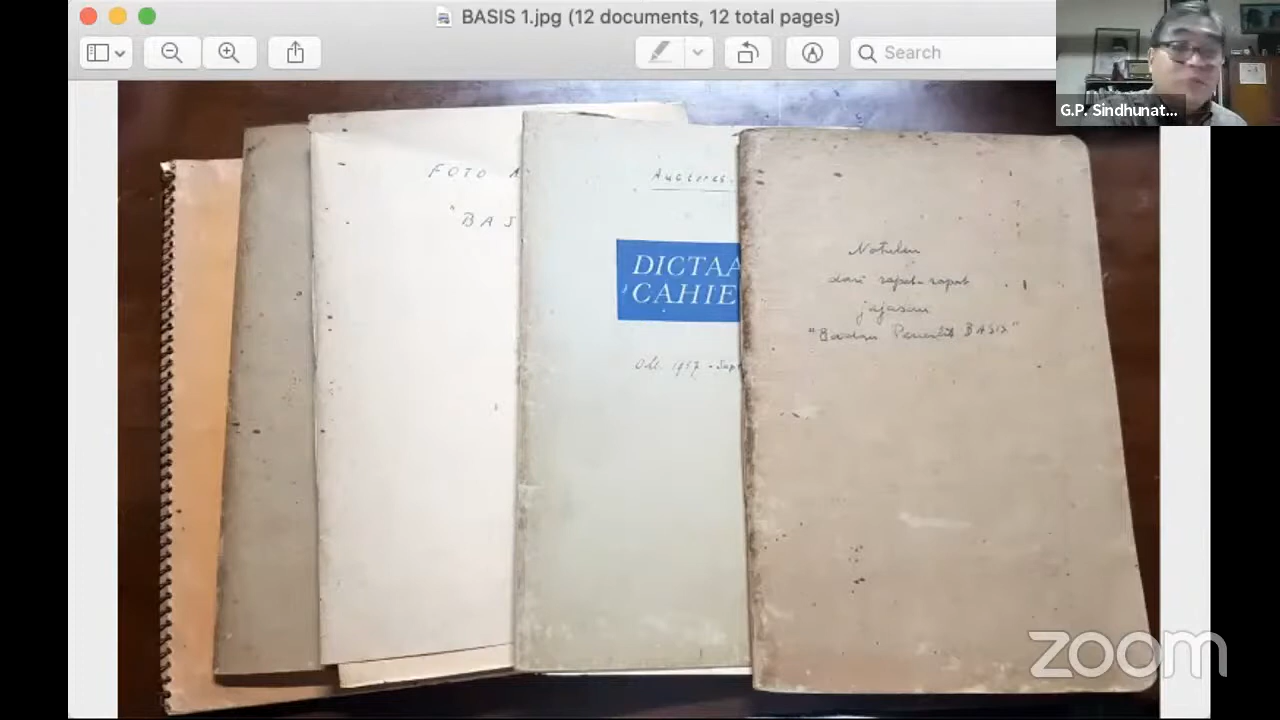 BASIS 1.jpg (12 documents, 12 total pages)
Search
G.P. Sindhunat...
FOTO A
"BAS
Auctores.
DICTAA
CAHIE
Okt. 1957 - Sept
Notulen
dari rapat-rapat
jajasan
"Badan Penerbit BASIS"
zoom